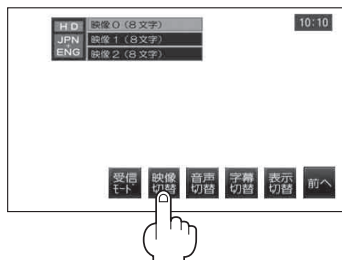 HD 映像0(8文字)
JPN 映像1(8文字)
+
ENG 映像2(8文字)
10:10
受信 映像 音声 字幕 表示 前へ
モード 切替 切替 切替 切替